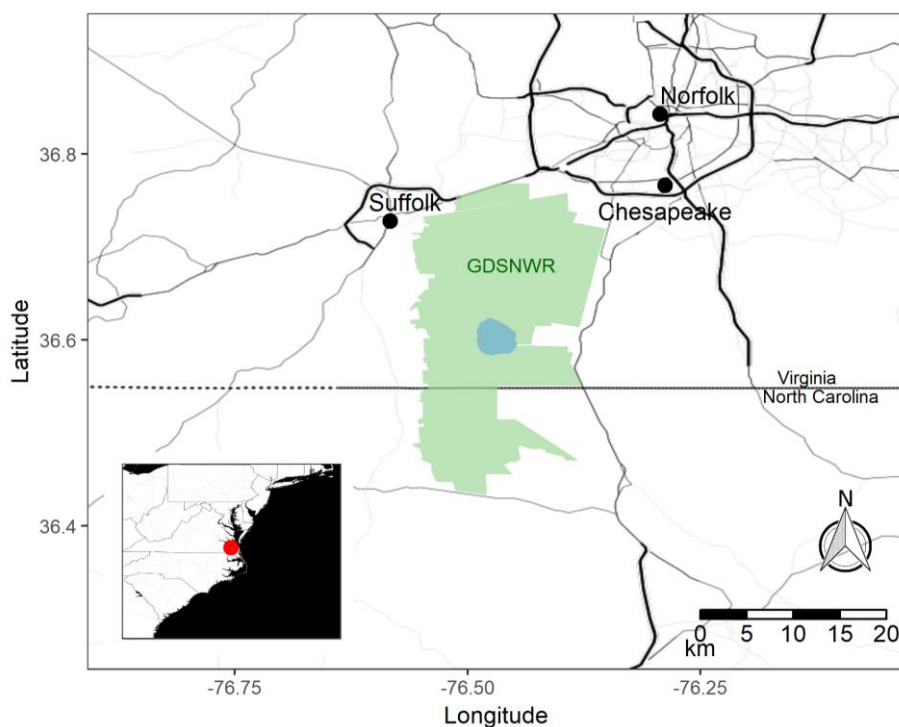 Norfolk
36.8
Suffolk
Chesapeake
GDSNWR
Latitude
36.6
Virginia
North Carolina
N
36.4
0 5 10 15 20
km
-76.75 -76.50 -76.25
Longitude